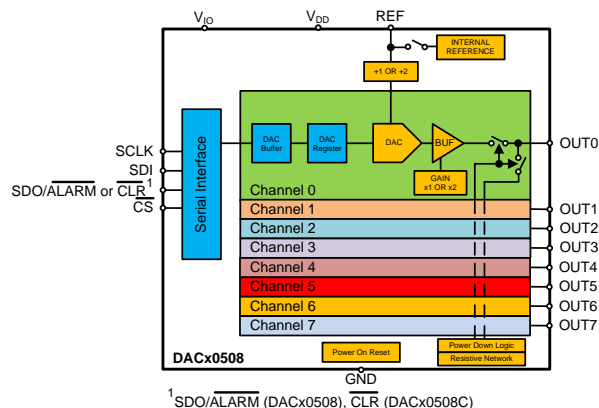 V_IO
V_DD
REF
INTERNAL
REFERENCE
÷1 OR ÷2
Serial Interface
DAC
Buffer
DAC
Register
DAC
BUF
GAIN
x1 OR x2
SCLK
SDI
SDO/ALARM or CLR¹
CS
OUT0
Channel 0
Channel 1
OUT1
Channel 2
OUT2
Channel 3
OUT3
Channel 4
OUT4
Channel 5
OUT5
Channel 6
OUT6
Channel 7
OUT7
Power Down Logic
Resistive Network
Power On Reset
DACx0508
GND
¹SDO/ALARM (DACx0508), CLR (DACx0508C)